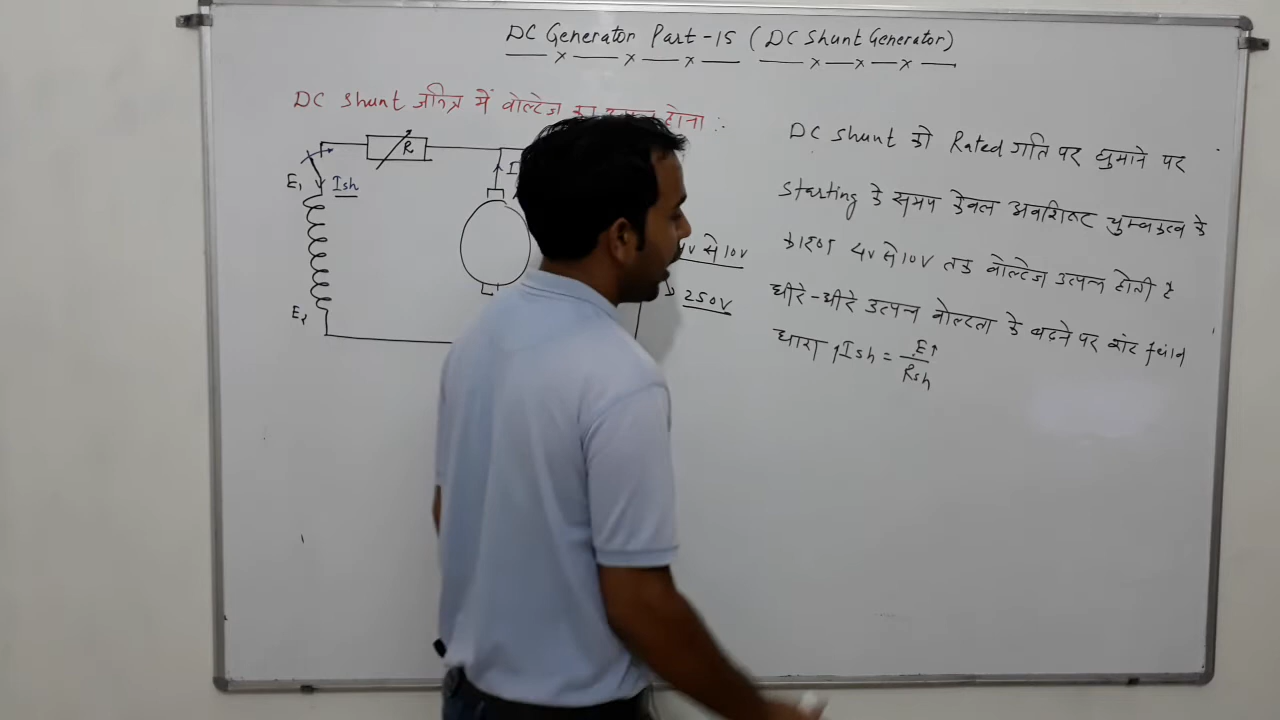 DC Generator Part-15 (DC Shunt Generator)
DC shunt जनित्र में वोल्टेज होना :
R
I
E₁ Ish
E₂
4v से 10v
250V
DC shunt को Rated गति पर घुमाने पर
starting के समय केवल अवशिष्ट चुम्बकत्व के
कारण 4v से 10v तक वोल्टेज उत्पन्न होती है
धीरे-धीरे उत्पन्न वोल्टता के बढ़ने पर शंट
धारा ↑Ish = E↑/Rsh